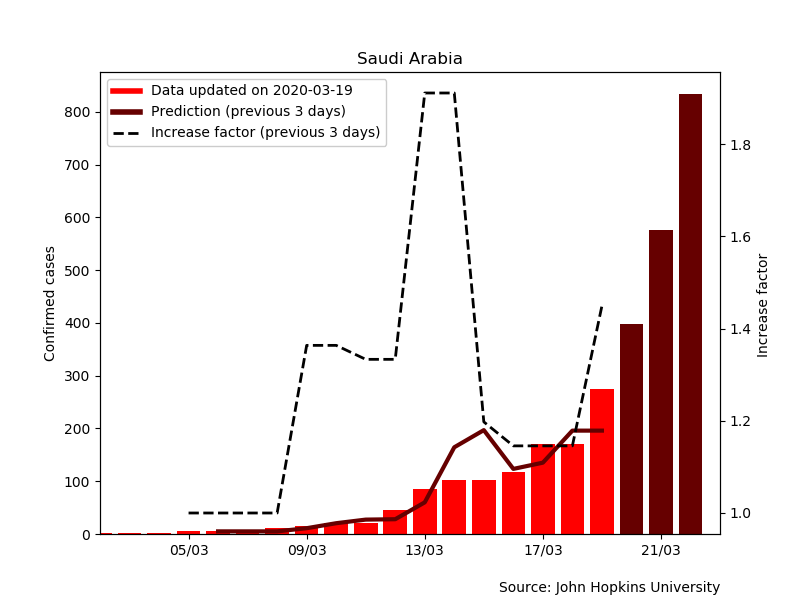 Saudi Arabia
Data updated on 2020-03-19
Prediction (previous 3 days)
Increase factor (previous 3 days)
Confirmed cases
800
700
600
500
400
300
200
100
0
1.8
1.6
1.4
1.2
1.0
Increase factor
05/03
09/03
13/03
17/03
21/03
Source: John Hopkins University